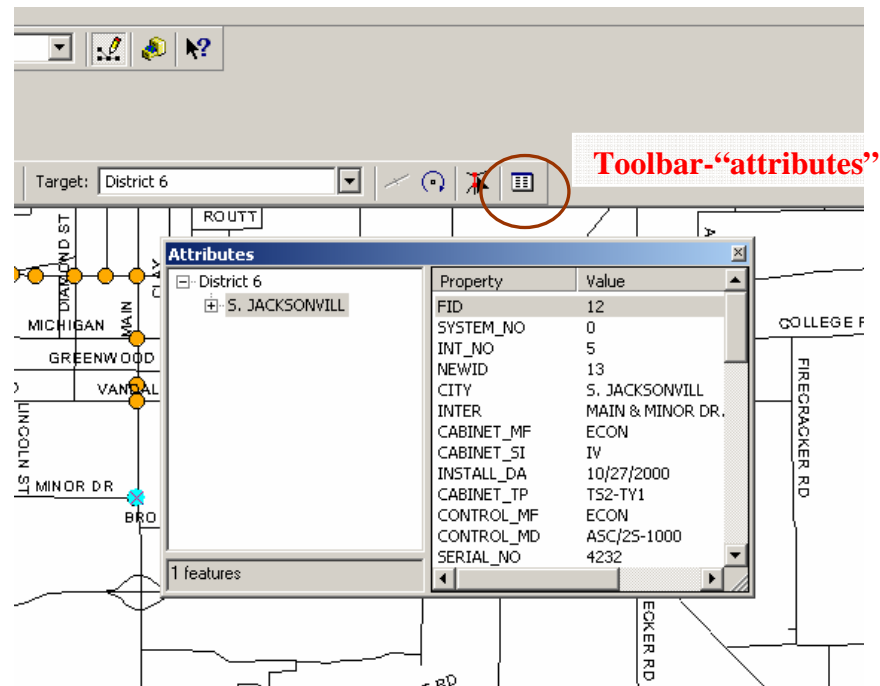 Toolbar-“attributes”
Target: District 6
ROUTT
DIAMOND ST
MAIN
MICHIGAN
GREENWOOD
LINCOLN ST
MINOR DR
BRO
COLLEGE
FIRECRACKER RD
ECKER RD
RD
Attributes
District 6
S. JACKSONVILL
1 features
Property Value
FID 12
SYSTEM_NO 0
INT_NO 5
NEWID 13
CITY S. JACKSONVILL
INTER MAIN & MINOR DR.
CABINET_MF ECON
CABINET_SI IV
INSTALL_DA 10/27/2000
CABINET_TP TS2-TY1
CONTROL_MF ECON
CONTROL_MD ASC/2S-1000
SERIAL_NO 4232